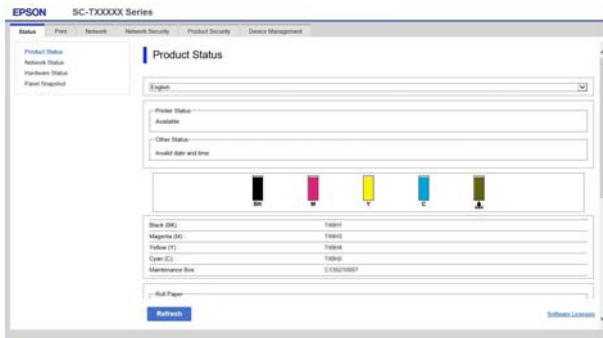 EPSON SC-TXXXXX Series
Status Print Network Network Security Product Security Device Management
Product Status
Network Status
Hardware Status
Panel Snapshot
Product Status
English
Printer Status
Available
Other Status
Invalid date and time
BK M Y C
Black (BK) :
Magenta (M) :
Yellow (Y) :
Cyan (C) :
Maintenance Box :
Roll Paper
Refresh
Software Licenses